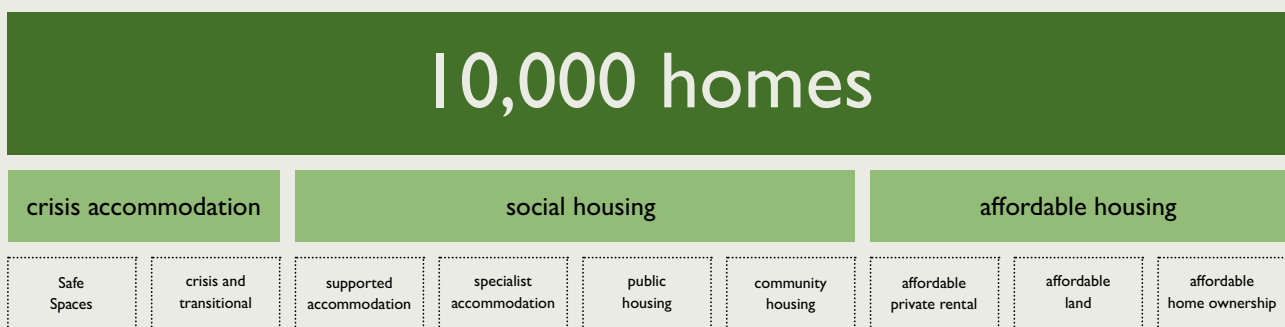 10,000 homes
crisis accommodation
social housing
affordable housing
Safe
Spaces
crisis and
transitional
supported
accommodation
specialist
accommodation
public
housing
community
housing
affordable
private rental
affordable
land
affordable
home ownership